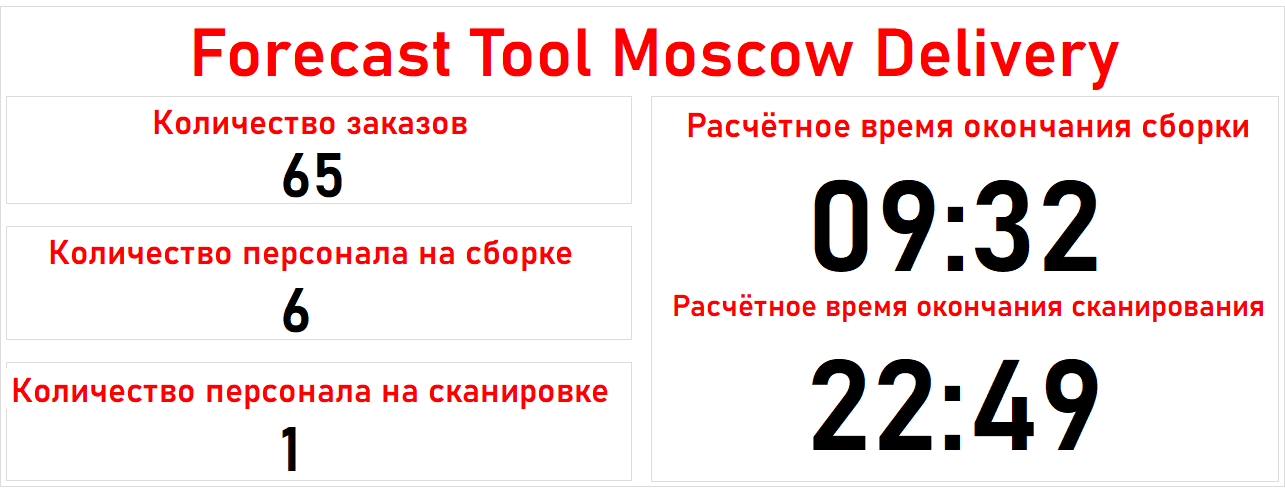 Forecast Tool Moscow Delivery
Количество заказов
65
Количество персонала на сборке
6
Количество персонала на сканировке
1
Расчётное время окончания сборки
09:32
Расчётное время окончания сканирования
22:49